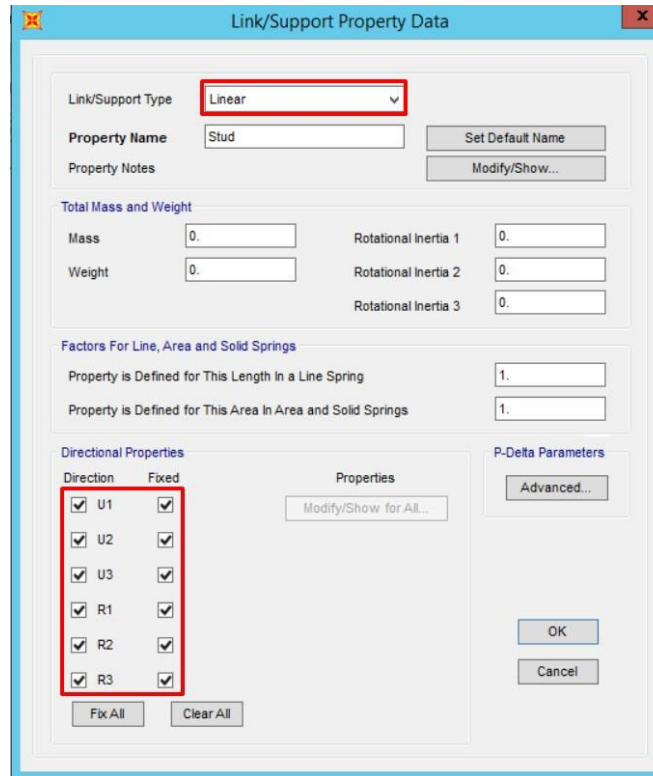 Link/Support Property Data
x
Link/Support Type
Linear
Property Name
Stud
Set Default Name
Property Notes
Modify/Show...
Total Mass and Weight
Mass
0.
Rotational Inertia 1
0.
Weight
0.
Rotational Inertia 2
0.
Rotational Inertia 3
0.
Factors For Line, Area and Solid Springs
Property is Defined for This Length In a Line Spring
1.
Property is Defined for This Area In Area and Solid Springs
1.
Directional Properties
P-Delta Parameters
Direction
Fixed
Properties
Advanced...
U1
Modify/Show for All...
U2
U3
R1
R2
OK
R3
Cancel
Fix All
Clear All